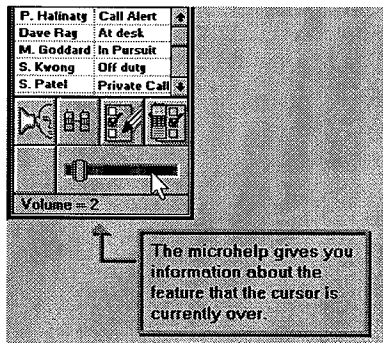 P. Halinaty Call Alert
Dave Ray At desk
M. Goddard In Pursuit
S. Kwong Off duty
S. Patel Private Call
Volume = 2
The microhelp gives you
information about the
feature that the cursor is
currently over.